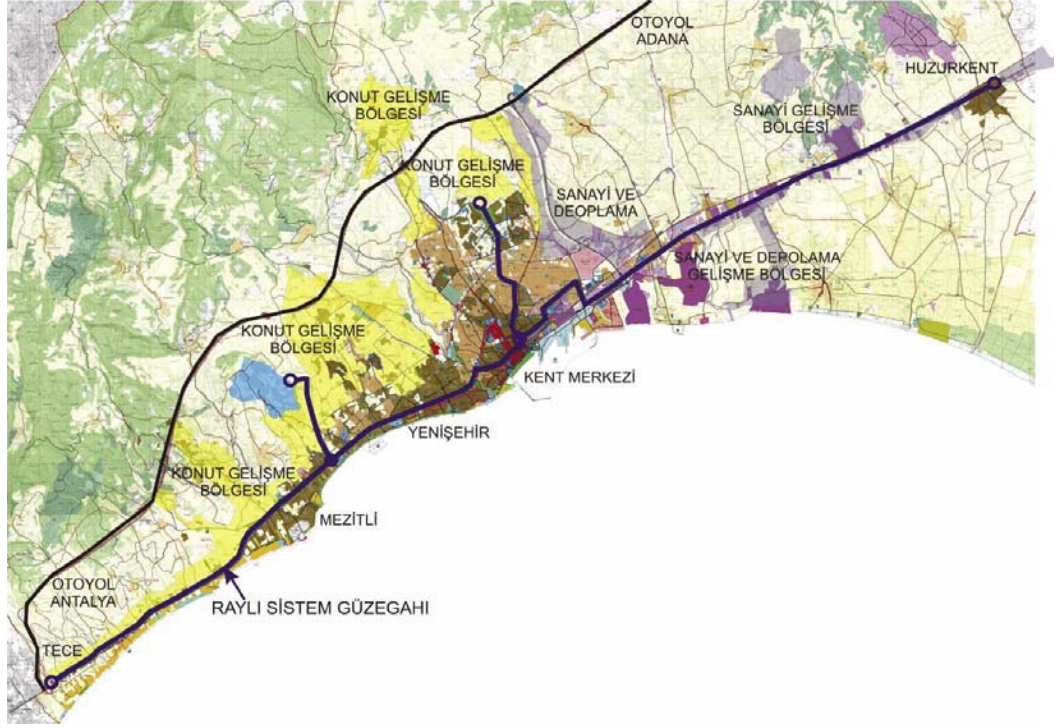 OTOYOL
ADANA
HUZURKENT
KONUT GELİŞME
BÖLGESİ
SANAYİ GELİŞME
BÖLGESİ
KONUT GELİŞME
BÖLGESİ
SANAYİ VE
DEOPLAMA
SANAYİ VE DEPOLAMA
GELİŞME BÖLGESİ
KONUT GELİŞME
BÖLGESİ
KENT MERKEZİ
YENİŞEHİR
KONUT GELİŞME
BÖLGESİ
MEZİTLİ
OTOYOL
ANTALYA
RAYLI SİSTEM GÜZEGAHI
TECE